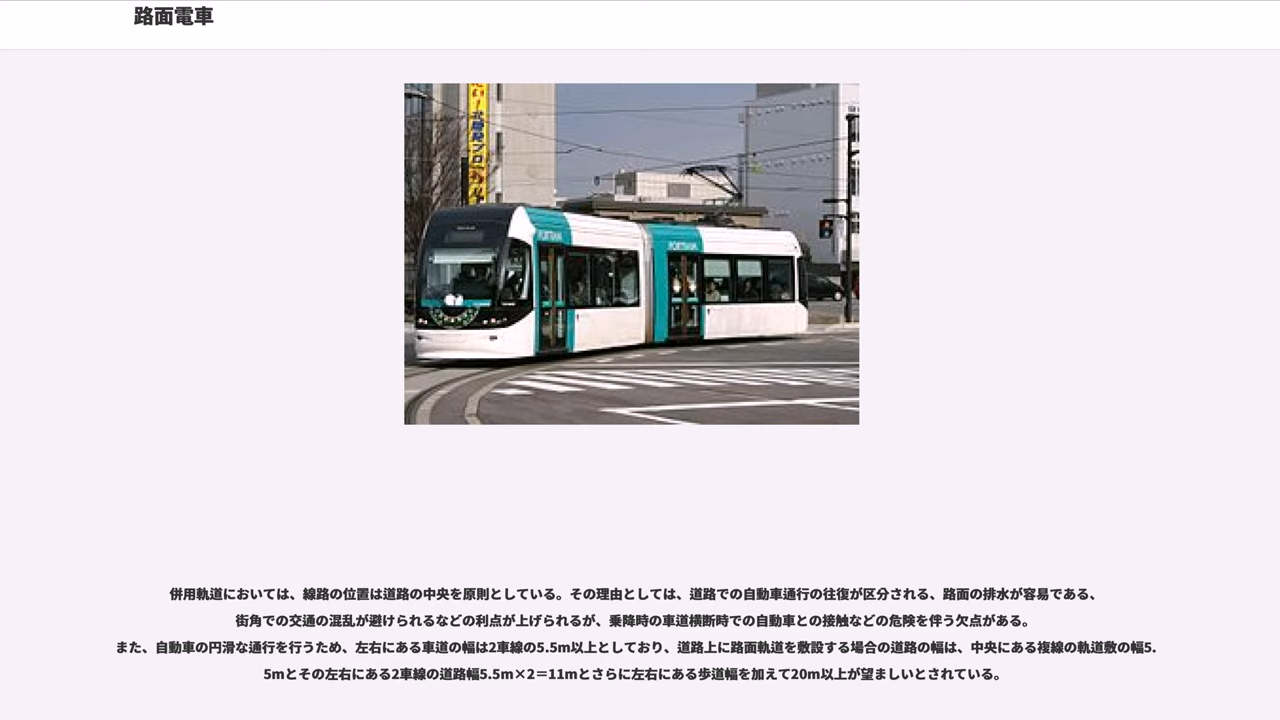 路面電車
PORTRAM
PORTRAM
併用軌道においては、線路の位置は道路の中央を原則としている。その理由としては、道路での自動車通行の往復が区分される、路面の排水が容易である、
街角での交通の混乱が避けられるなどの利点が上げられるが、乗降時の車道横断時での自動車との接触などの危険を伴う欠点がある。
また、自動車の円滑な通行を行うため、左右にある車道の幅は2車線の5.5m以上としており、道路上に路面軌道を敷設する場合の道路の幅は、中央にある複線の軌道敷の幅5.
5mとその左右にある2車線の道路幅5.5m×2＝11mとさらに左右にある歩道幅を加えて20m以上が望ましいとされている。